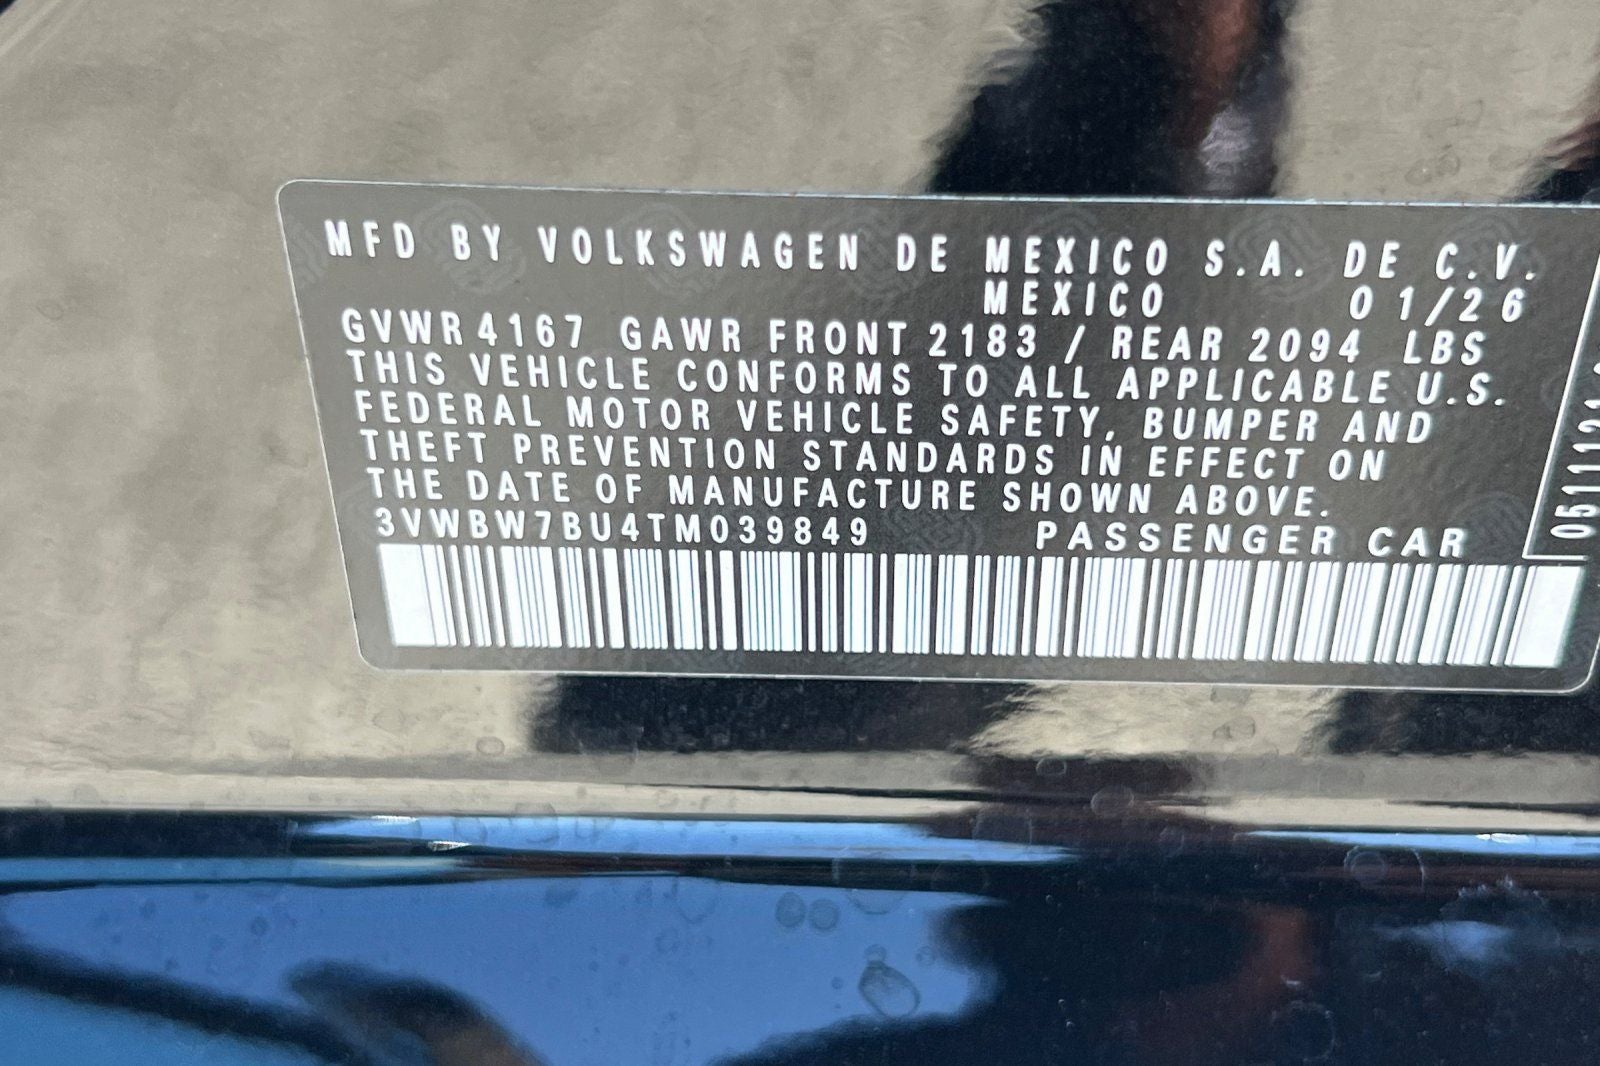 MFD BY VOLKSWAGEN DE MEXICO S.A. DE C.V.
MEXICO 01/26
GVWR 4167 GAWR FRONT 2183 / REAR 2094 LBS
THIS VEHICLE CONFORMS TO ALL APPLICABLE U.S.
FEDERAL MOTOR VEHICLE SAFETY, BUMPER AND
THEFT PREVENTION STANDARDS IN EFFECT ON
THE DATE OF MANUFACTURE SHOWN ABOVE.
3VWBW7BU4TM039849 PASSENGER CAR